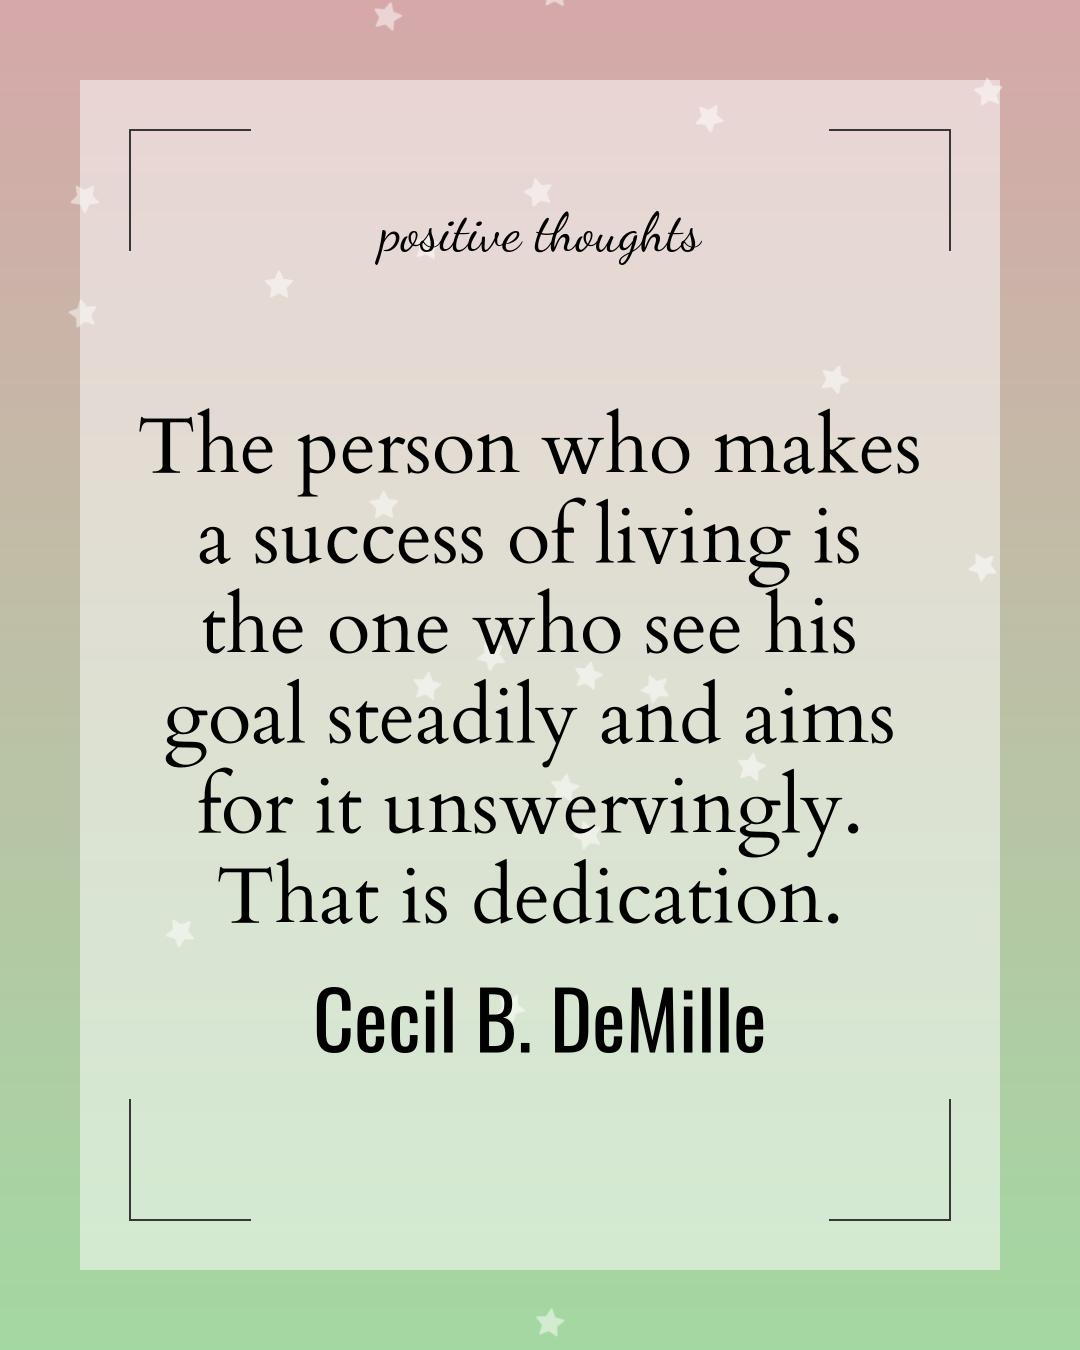 positive thoughts
The person who makes
a success of living is
the one who see his
goal steadily and aims
for it unswervingly.
That is dedication.
Cecil B. DeMille